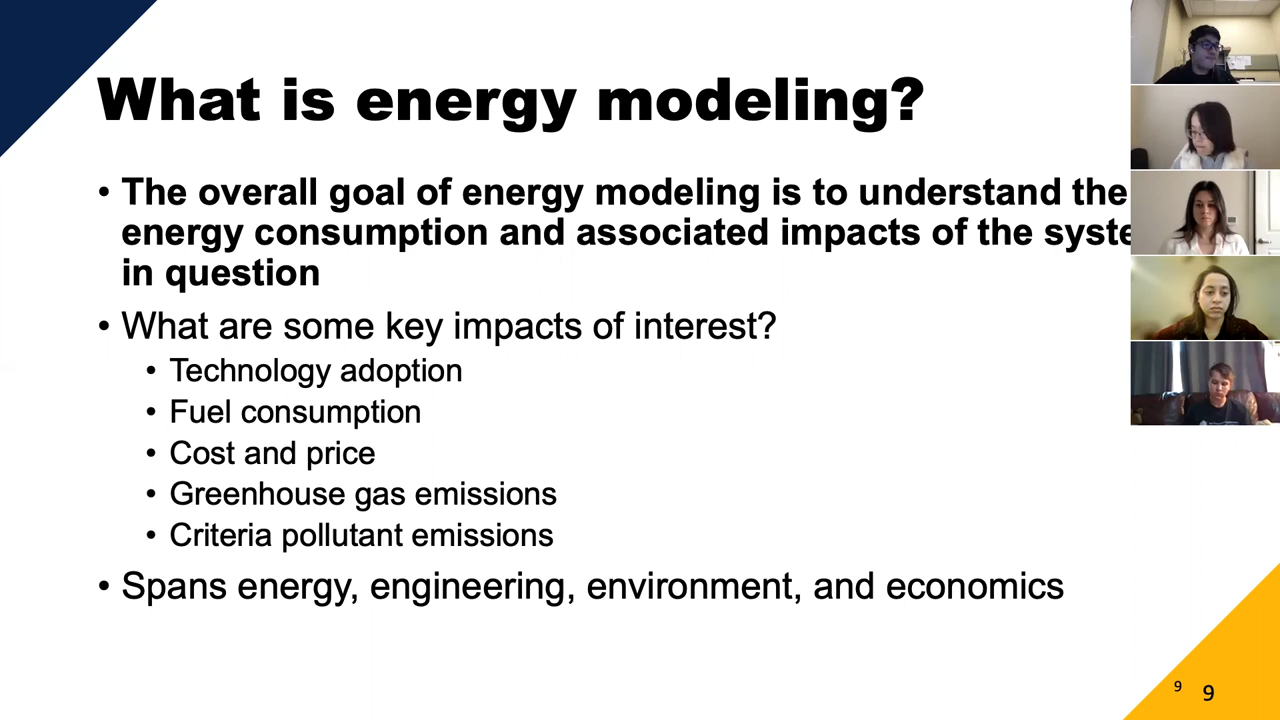 What is energy modeling?
• The overall goal of energy modeling is to understand the
energy consumption and associated impacts of the syste
in question
• What are some key impacts of interest?
• Technology adoption
• Fuel consumption
• Cost and price
• Greenhouse gas emissions
• Criteria pollutant emissions
• Spans energy, engineering, environment, and economics
9 9